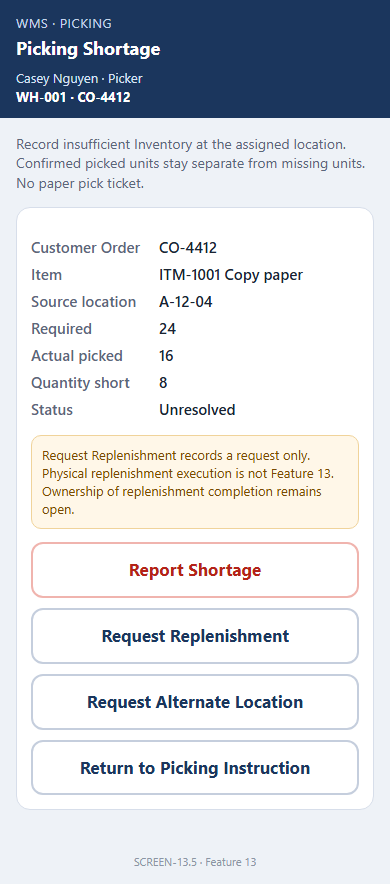 WMS · PICKING
Picking Shortage
Casey Nguyen · Picker
WH-001 · CO-4412
Record insufficient Inventory at the assigned location.
Confirmed picked units stay separate from missing units.
No paper pick ticket.
Customer Order CO-4412
Item ITM-1001 Copy paper
Source location A-12-04
Required 24
Actual picked 16
Quantity short 8
Status Unresolved
Request Replenishment records a request only.
Physical replenishment execution is not Feature 13.
Ownership of replenishment completion remains
open.
Report Shortage
Request Replenishment
Request Alternate Location
Return to Picking Instruction
SCREEN-13.5 · Feature 13